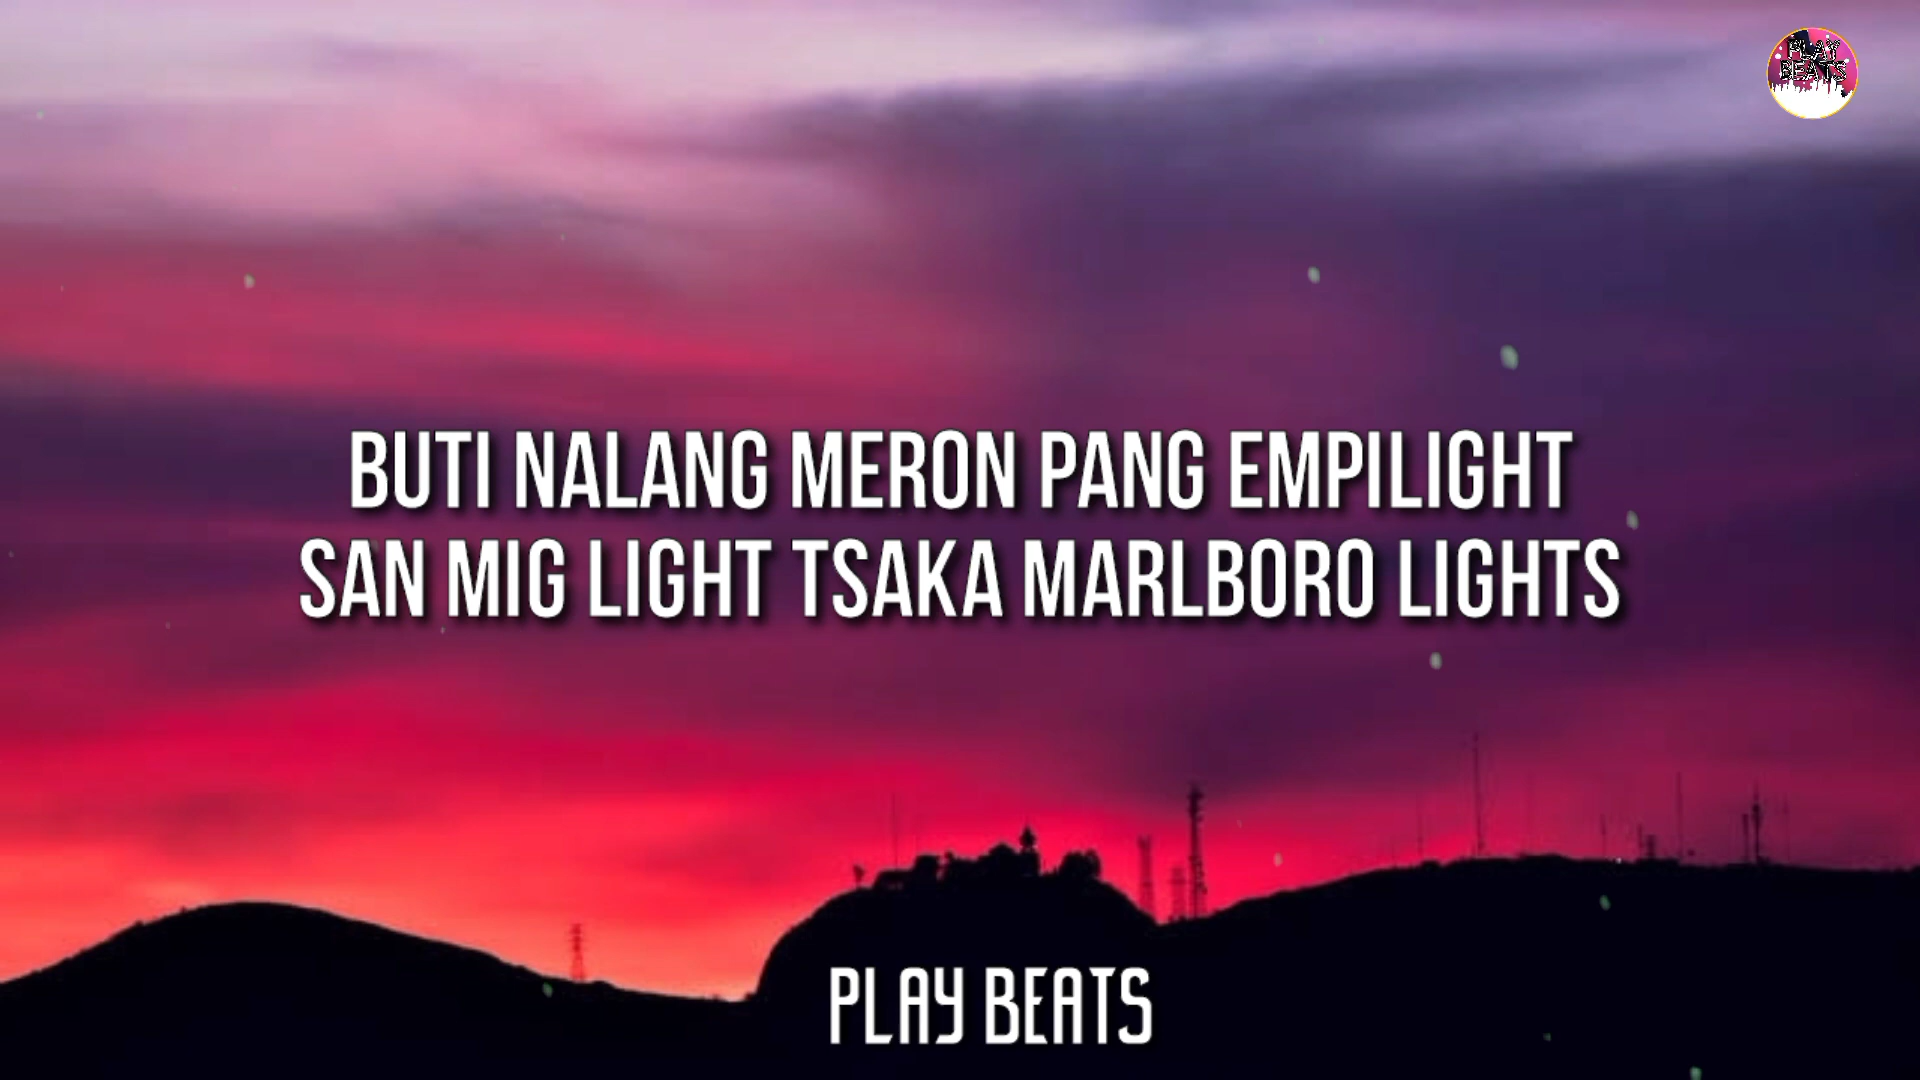 PLAY
BEATS
BUTI NALANG MERON PANG EMPILIGHT
SAN MIG LIGHT TSAKA MARLBORO LIGHTS
PLAY BEATS